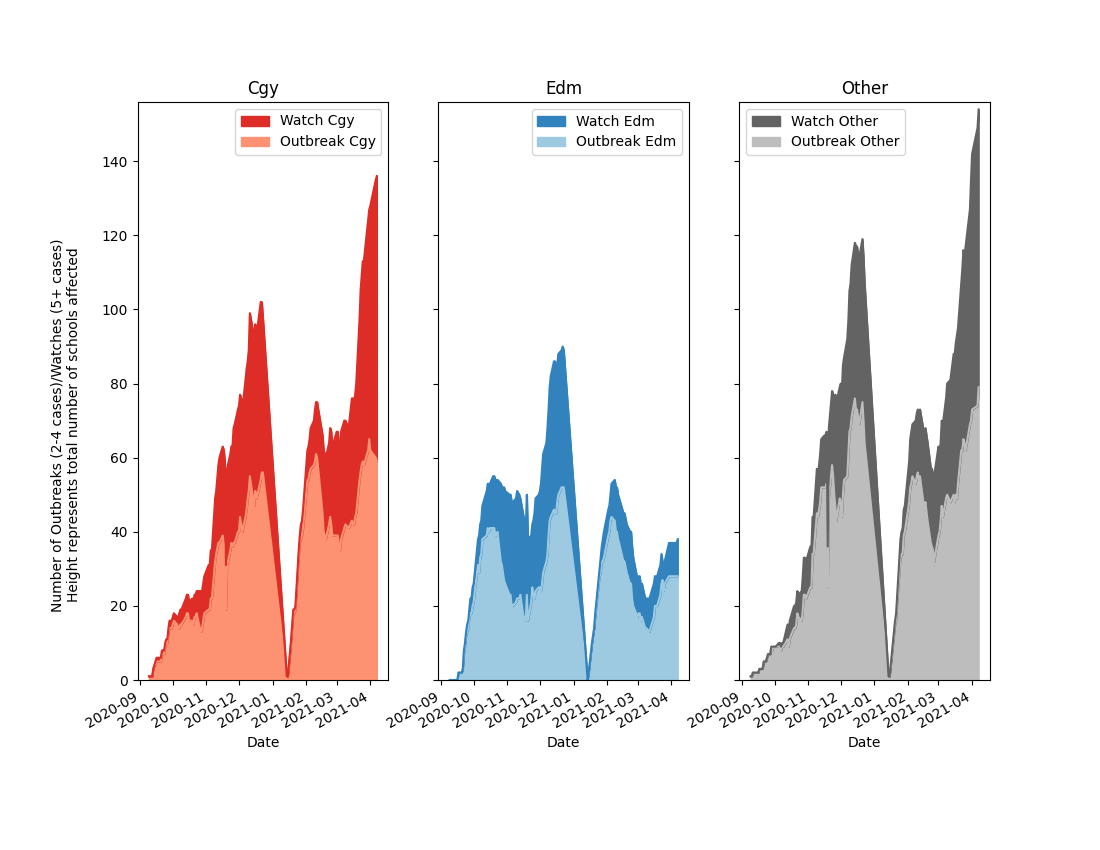 Cgy
Edm
Other
Watch Cgy
Outbreak Cgy
Watch Edm
Outbreak Edm
Watch Other
Outbreak Other
Number of Outbreaks (2-4 cases)/Watches (5+ cases)
Height represents total number of schools affected
140
120
100
80
60
40
20
0
2020-09
2020-10
2020-11
2020-12
2021-01
2021-02
2021-03
2021-04
2020-09
2020-10
2020-11
2020-12
2021-01
2021-02
2021-03
2021-04
2020-09
2020-10
2020-11
2020-12
2021-01
2021-02
2021-03
2021-04
Date
Date
Date